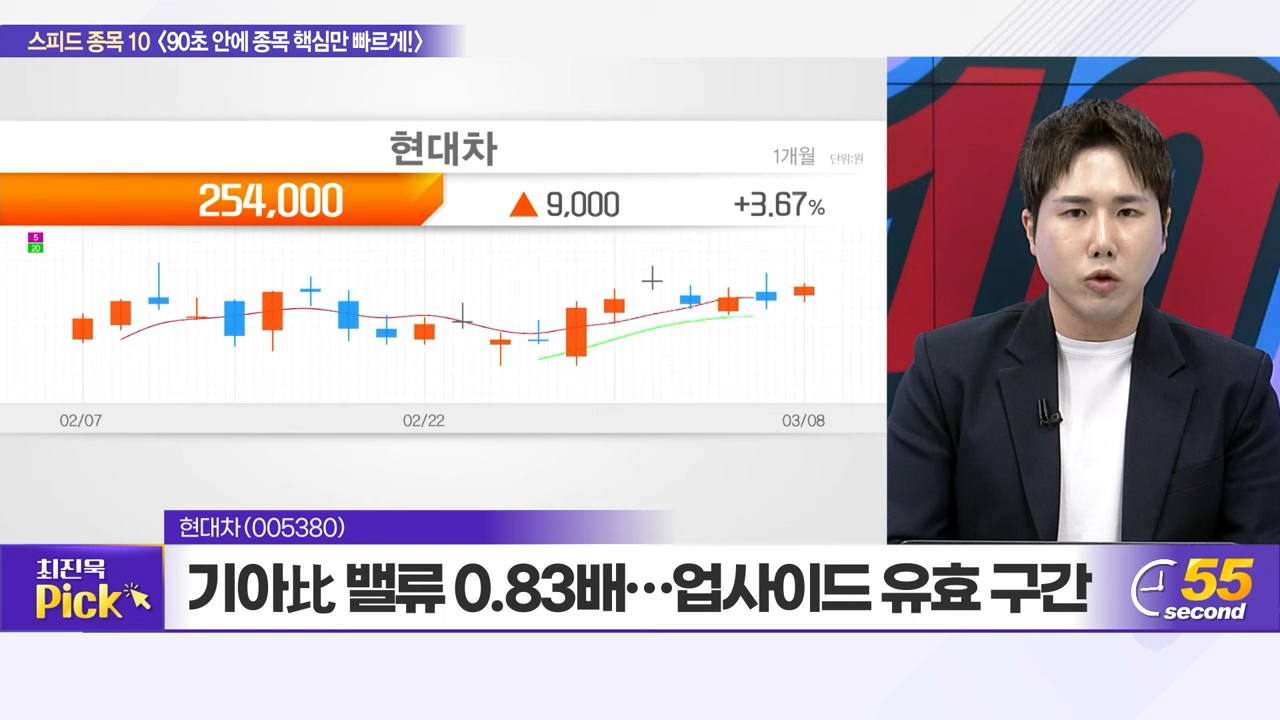 스피드 종목 10 <90초 안에 종목 핵심만 빠르게!>
10
현대차
1개월 단위:원
254,000 ▲ 9,000 +3.67%
5
20
02/07 02/22 03/08
현대차(005380)
최진욱
Pick
기아比 밸류 0.83배…업사이드 유효 구간
55
second